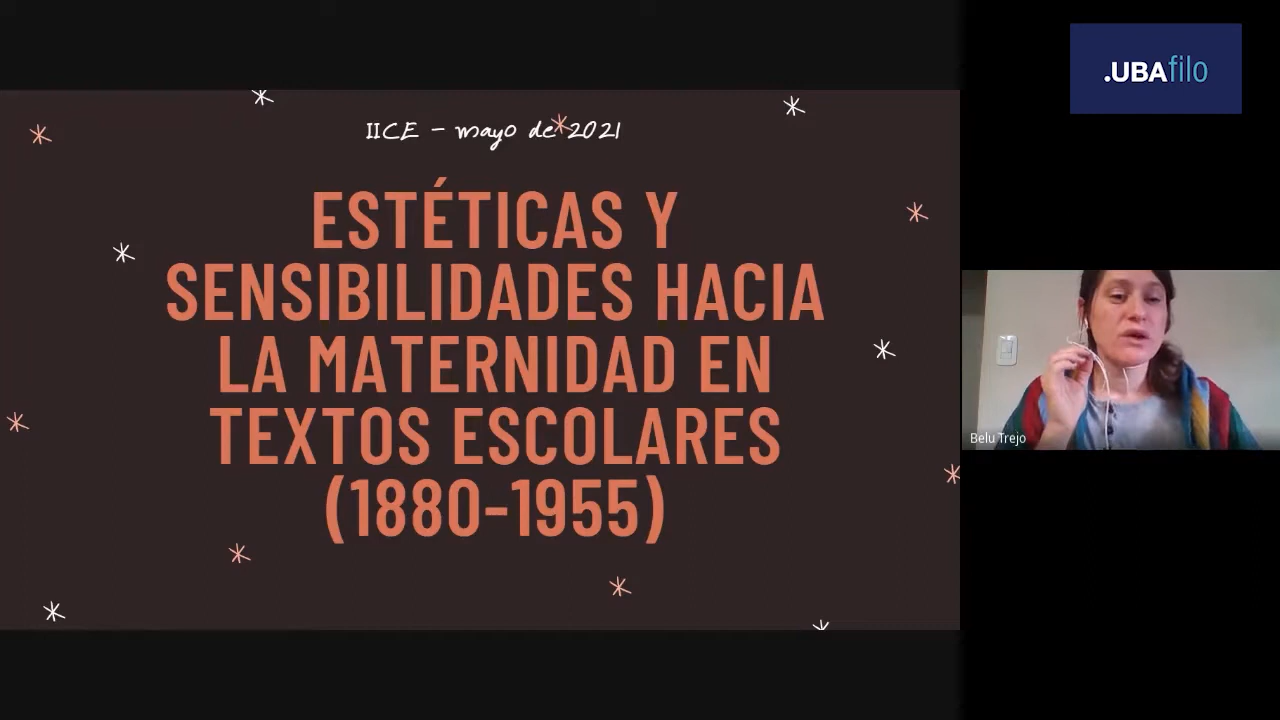 .UBAfilo
IICE - mayo de 2021
ESTÉTICAS Y
SENSIBILIDADES HACIA
LA MATERNIDAD EN
TEXTOS ESCOLARES
(1880-1955)
Belu Trejo